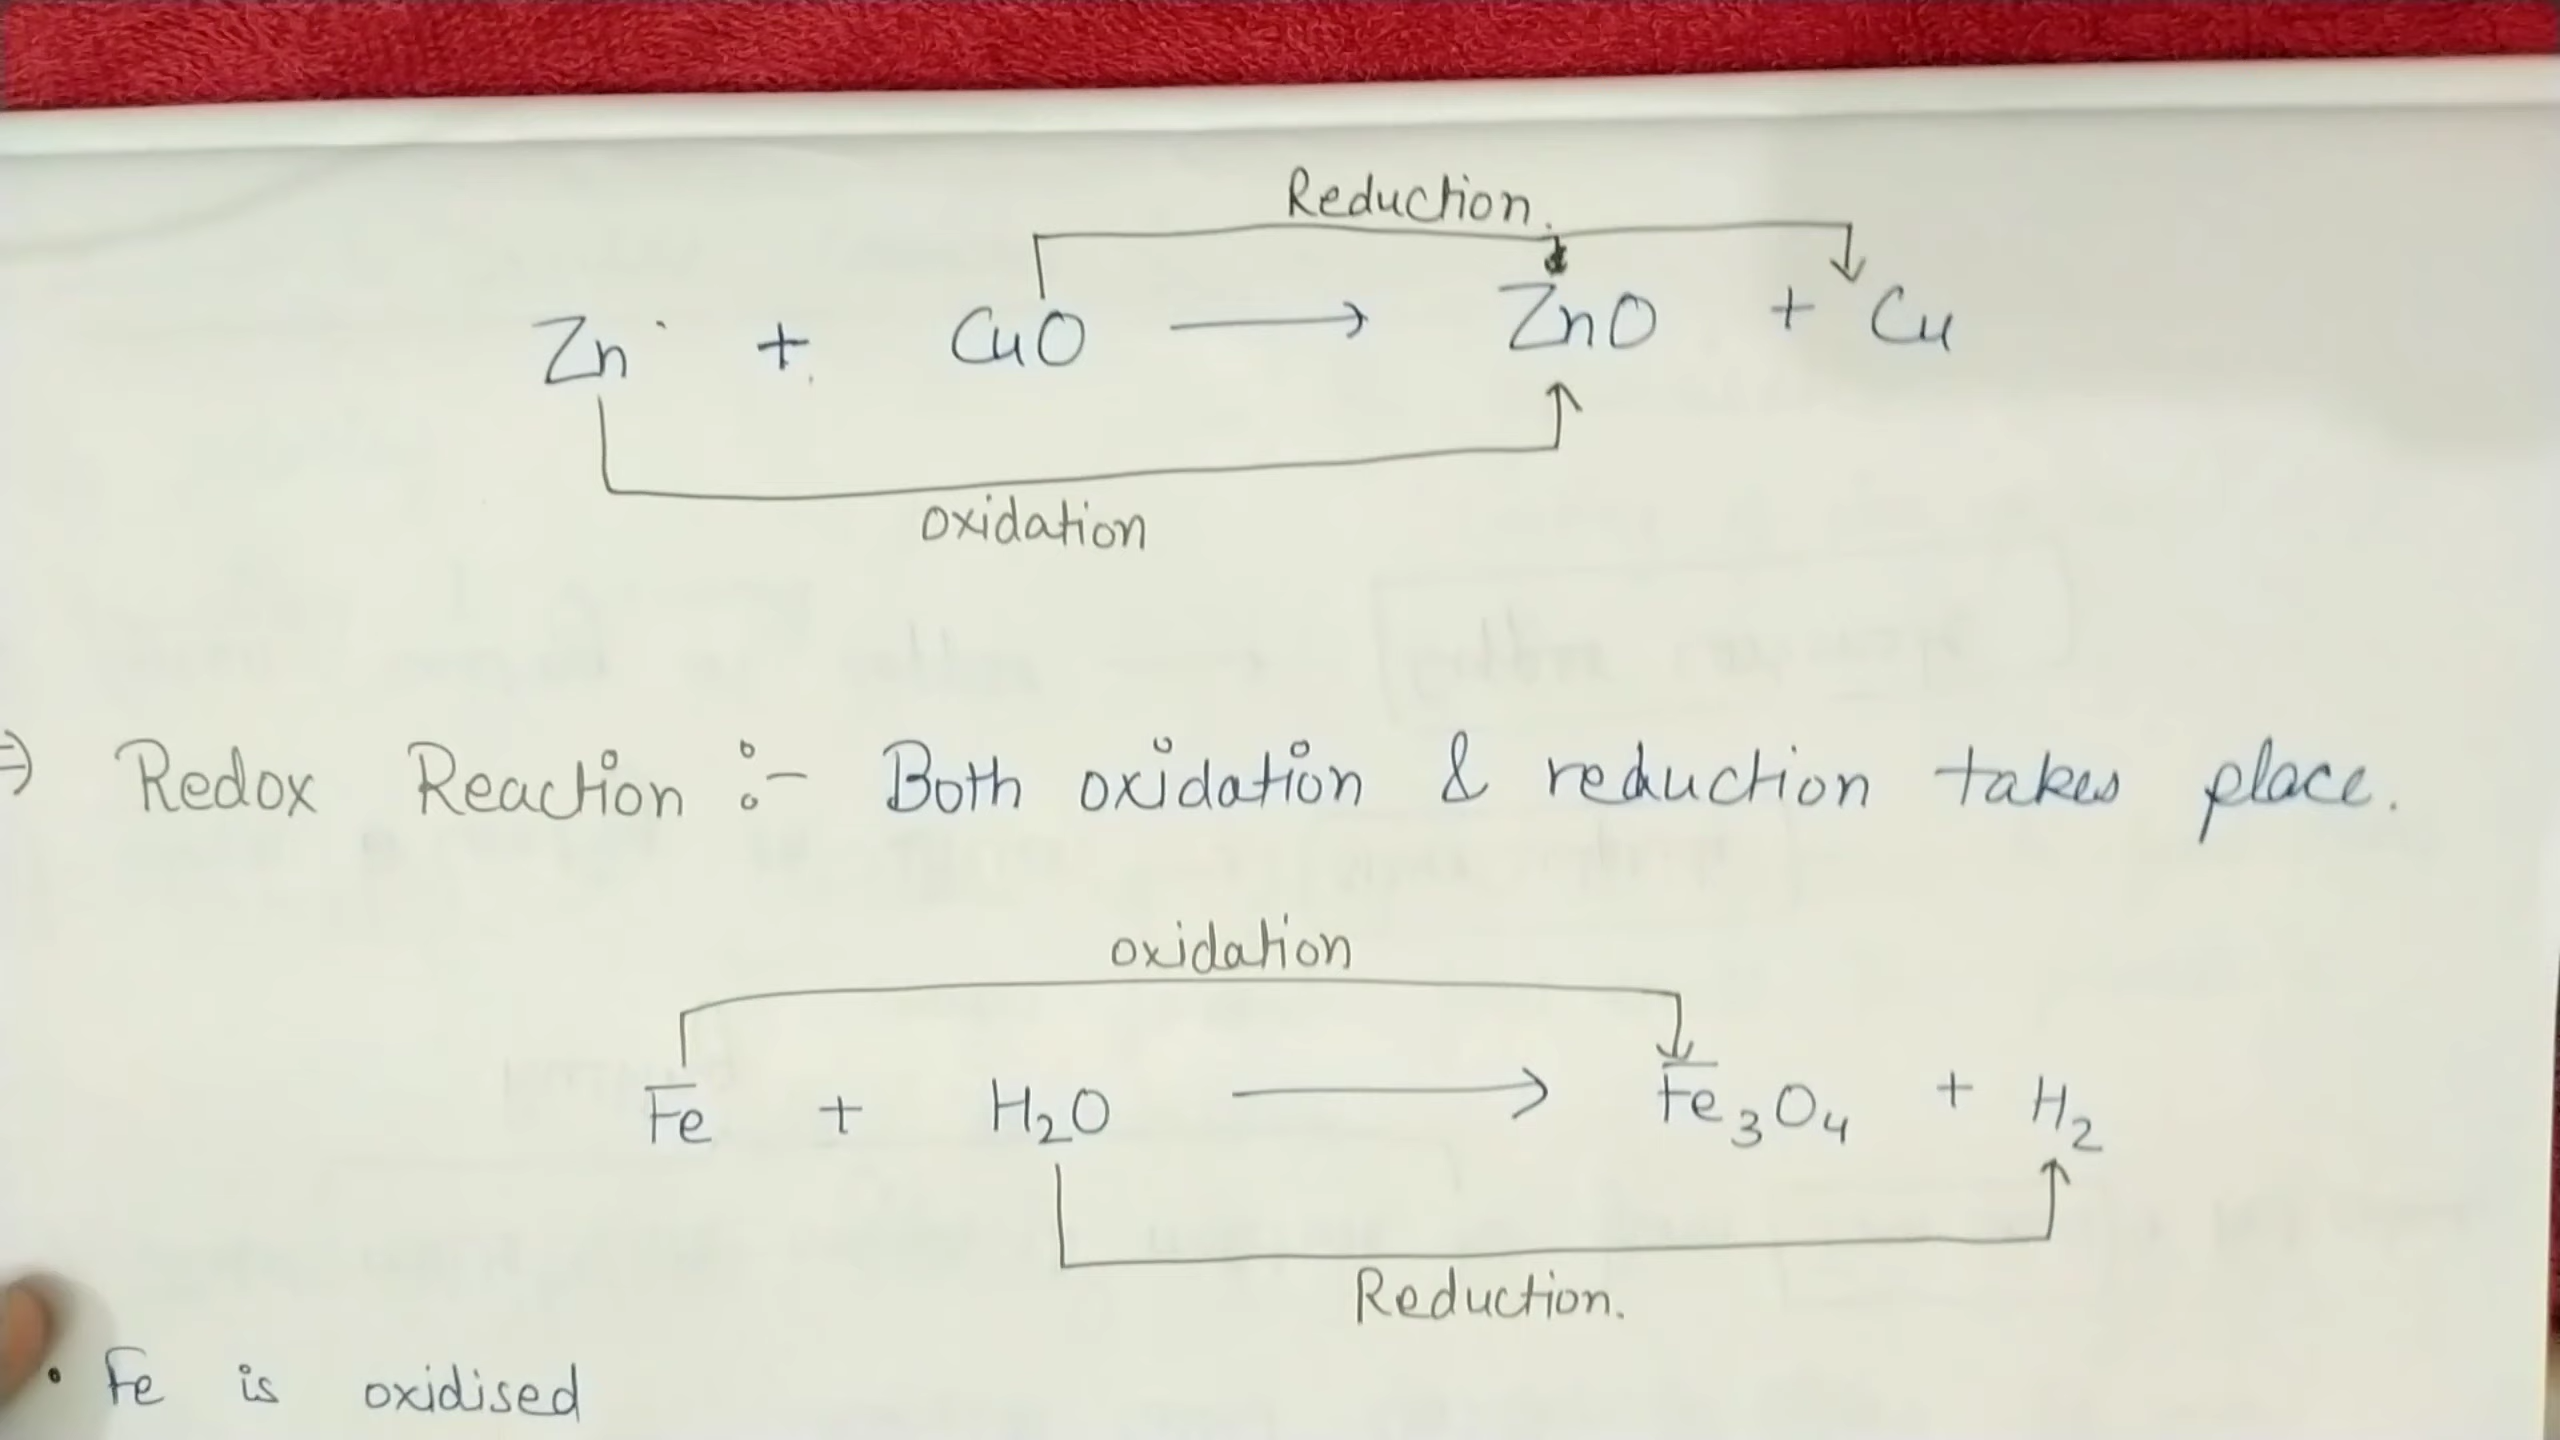 Reduction.
Zn + CuO → ZnO + Cu
oxidation
⇒ Redox Reaction :- Both oxidation & reduction takes place.
oxidation
Fe + H₂O → Fe₃O₄ + H₂
Reduction.
• Fe is oxidised